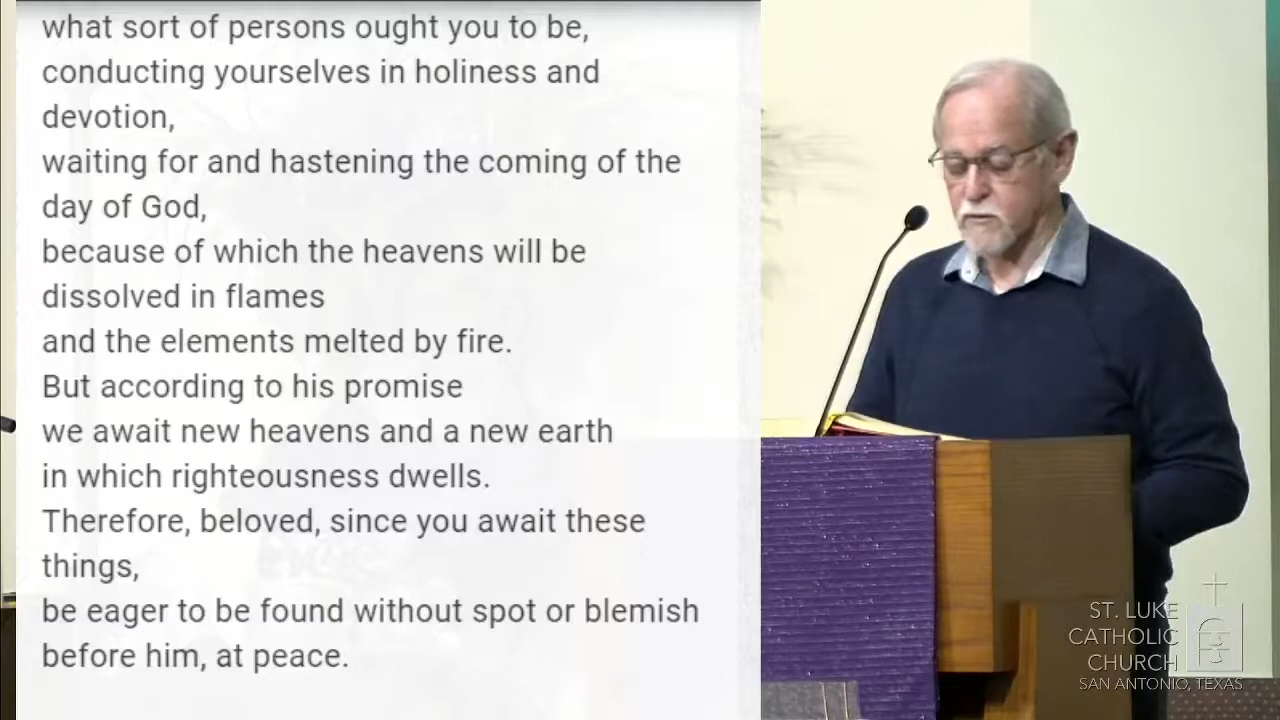 what sort of persons ought you to be,
conducting yourselves in holiness and
devotion,
waiting for and hastening the coming of the
day of God,
because of which the heavens will be
dissolved in flames
and the elements melted by fire.
But according to his promise
we await new heavens and a new earth
in which righteousness dwells.
Therefore, beloved, since you await these
things,
be eager to be found without spot or blemish
before him, at peace.
ST. LUKE
CATHOLIC
CHURCH
SAN ANTONIO, TEXAS